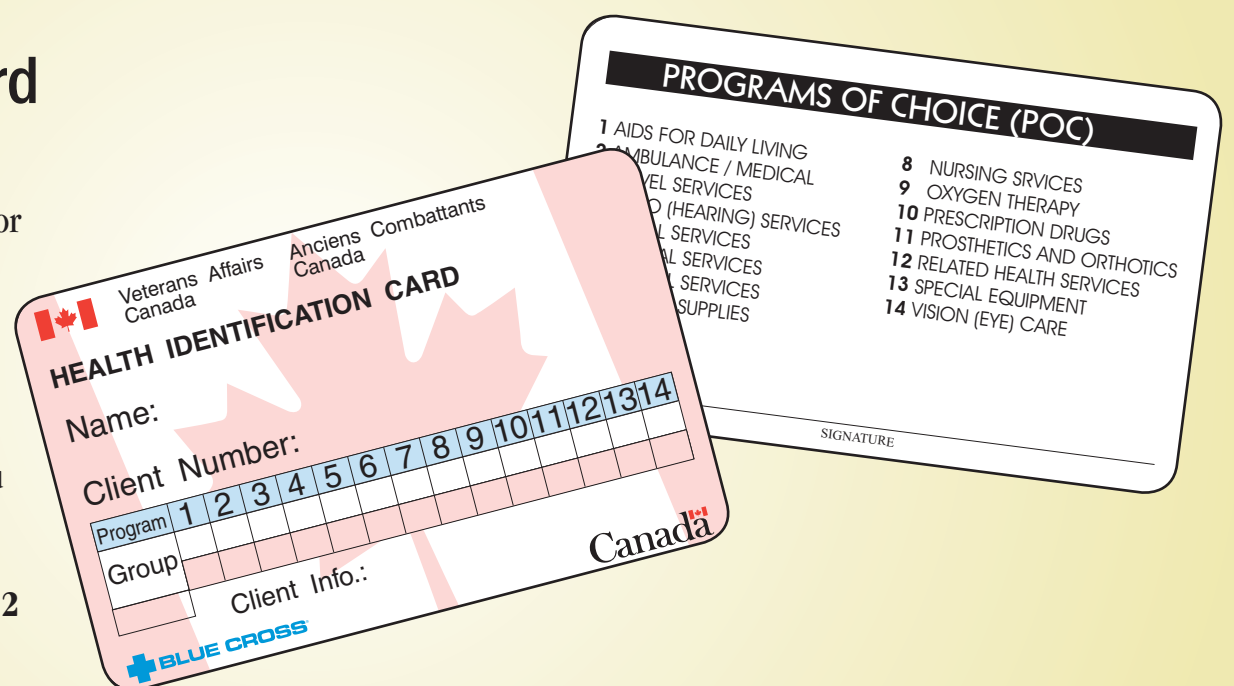 rd
or
2
Veterans Affairs
Canada
Anciens Combattants
Canada
HEALTH IDENTIFICATION CARD
Name:
Client Number:
Program 1 2 3 4 5 6 7 8 9 10 11 12 13 14
Group
Client Info.:
BLUE CROSS
Canada
PROGRAMS OF CHOICE (POC)
1 AIDS FOR DAILY LIVING
AMBULANCE / MEDICAL
SERVICES
(HEARING) SERVICES
SERVICES
SERVICES
SERVICES
SUPPLIES
8 NURSING SRVICES
9 OXYGEN THERAPY
10 PRESCRIPTION DRUGS
11 PROSTHETICS AND ORTHOTICS
12 RELATED HEALTH SERVICES
13 SPECIAL EQUIPMENT
14 VISION (EYE) CARE
SIGNATURE